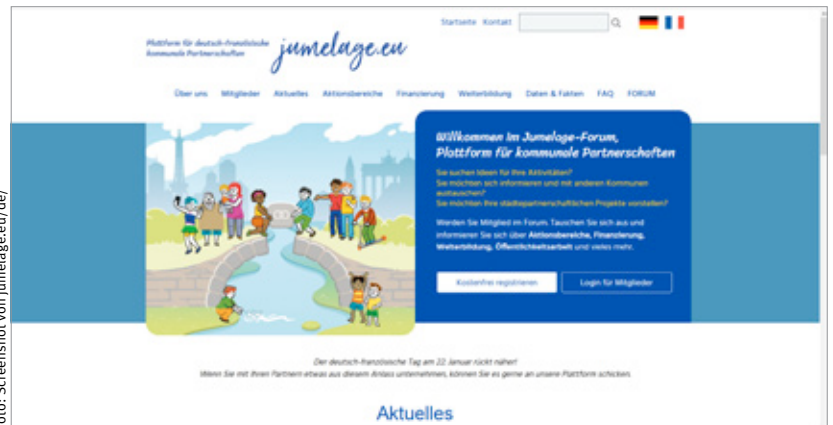 Startseite Kontakt
Plattform für deutsch-französische
kommunale Partnerschaften
jumelage.eu
Über uns Mitglieder Aktuelles Aktionsbereiche Finanzierung Weiterbildung Daten & Fakten FAQ FORUM
Willkommen im Jumelage-Forum,
Plattform für kommunale Partnerschaften
Sie suchen Ideen für Ihre Aktivitäten?
Sie möchten sich informieren und mit anderen Kommunen
austauschen?
Sie möchten Ihre städtepartnerschaftlichen Projekte vorstellen?
Werden Sie Mitglied im Forum. Tauschen Sie sich aus und
informieren Sie sich über Aktionsbereiche, Finanzierung,
Weiterbildung, Öffentlichkeitsarbeit und vieles mehr.
Kostenfrei registrieren Login für Mitglieder
Der deutsch-französische Tag am 22. Januar rückt näher!
Wenn Sie mit Ihren Partnern etwas aus diesem Anlass unternehmen, können Sie es gerne an unsere Plattform schicken.
Aktuelles
oto: Screenshot von jumelage.eu/de/